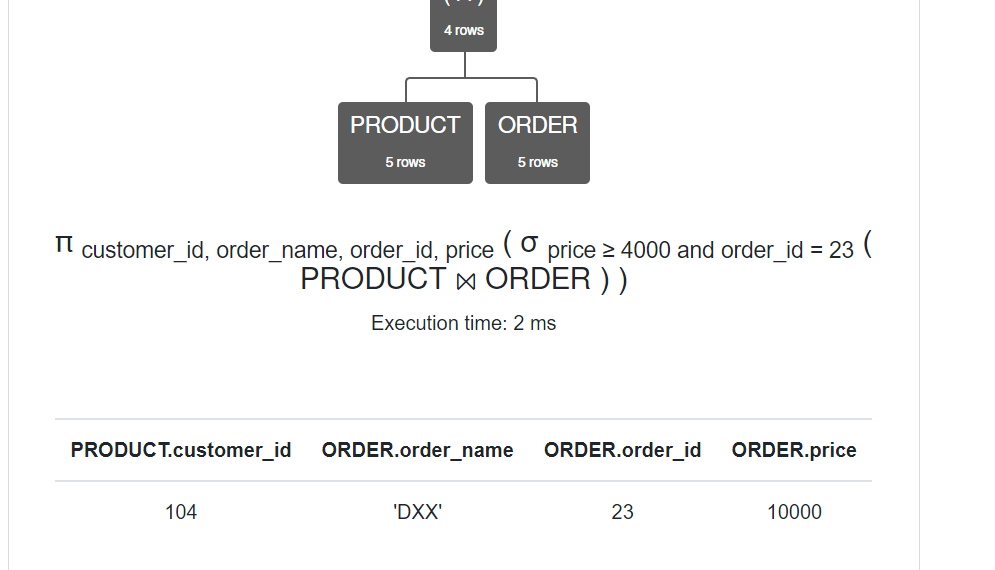 4 rows
PRODUCT ORDER
5 rows 5 rows
π customer_id, order_name, order_id, price ( σ price ≥ 4000 and order_id = 23 (
PRODUCT ⋈ ORDER ) )
Execution time: 2 ms
PRODUCT.customer_id ORDER.order_name ORDER.order_id ORDER.price
104 'DXX' 23 10000